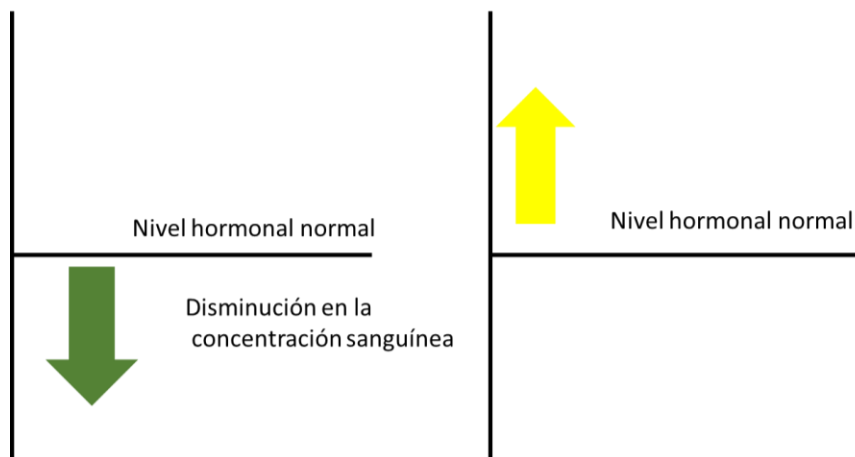 Nivel hormonal normal
Disminución en la
concentración sanguínea
Nivel hormonal normal